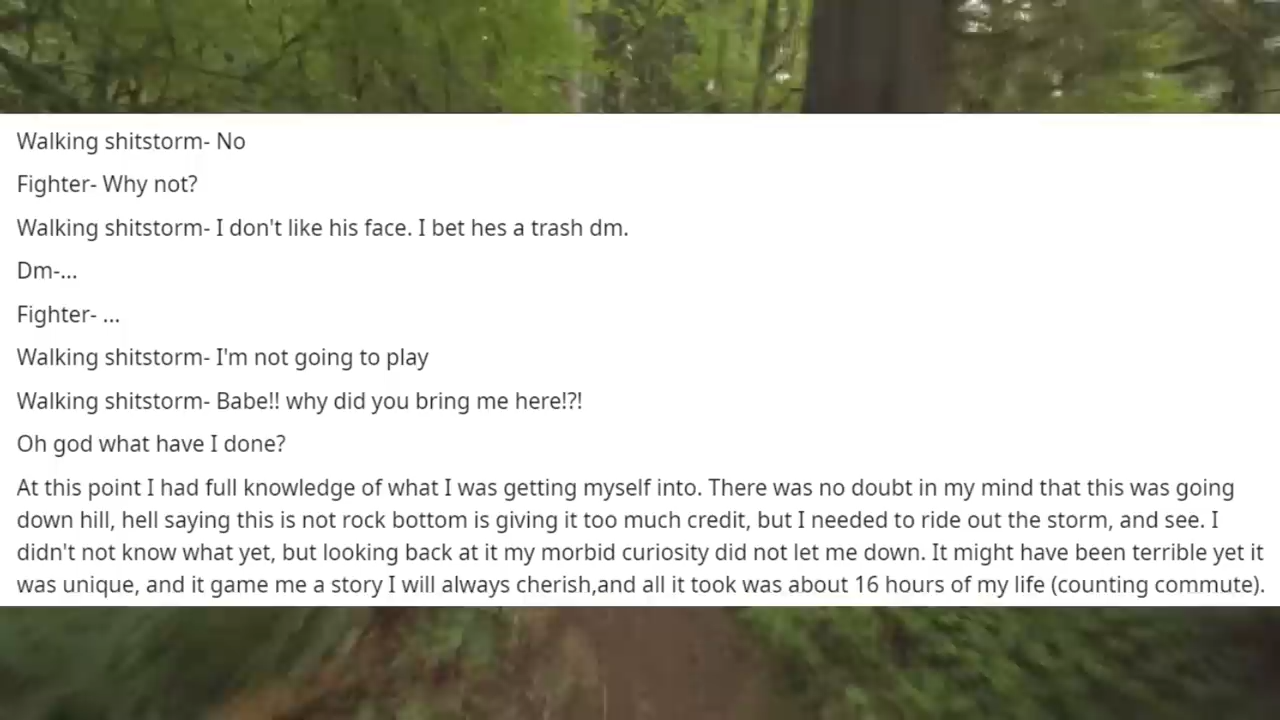 Walking shitstorm- No
Fighter- Why not?
Walking shitstorm- I don't like his face. I bet hes a trash dm.
Dm-...
Fighter- ...
Walking shitstorm- I'm not going to play
Walking shitstorm- Babe!! why did you bring me here!?!
Oh god what have I done?
At this point I had full knowledge of what I was getting myself into. There was no doubt in my mind that this was going
down hill, hell saying this is not rock bottom is giving it too much credit, but I needed to ride out the storm, and see. I
didn't not know what yet, but looking back at it my morbid curiosity did not let me down. It might have been terrible yet it
was unique, and it game me a story I will always cherish,and all it took was about 16 hours of my life (counting commute).